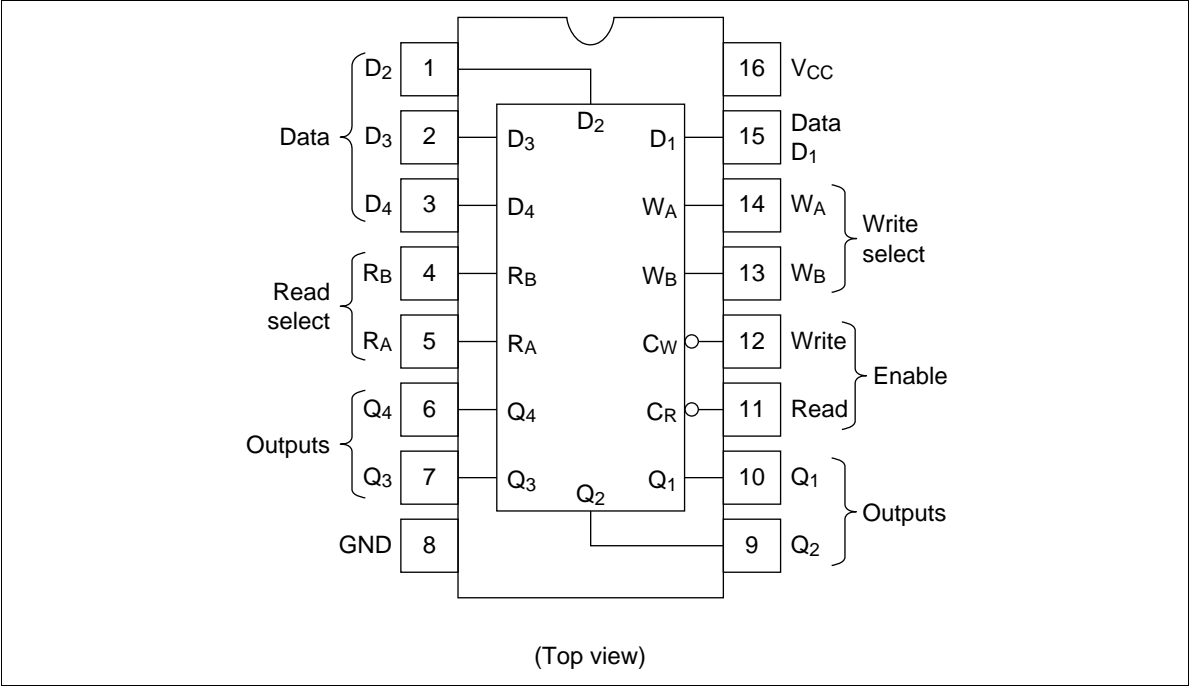 D2 1 16 VCC
D2
Data D3 2 D3 D1 15 Data
D1
D4 3 D4 WA 14 WA
Write
select
RB 4 RB WB 13 WB
Read
select
RA 5 RA CW 12 Write
Enable
Q4 6 Q4 CR 11 Read
Outputs
Q3 7 Q3 Q2 Q1 10 Q1
Outputs
GND 8 9 Q2
(Top view)